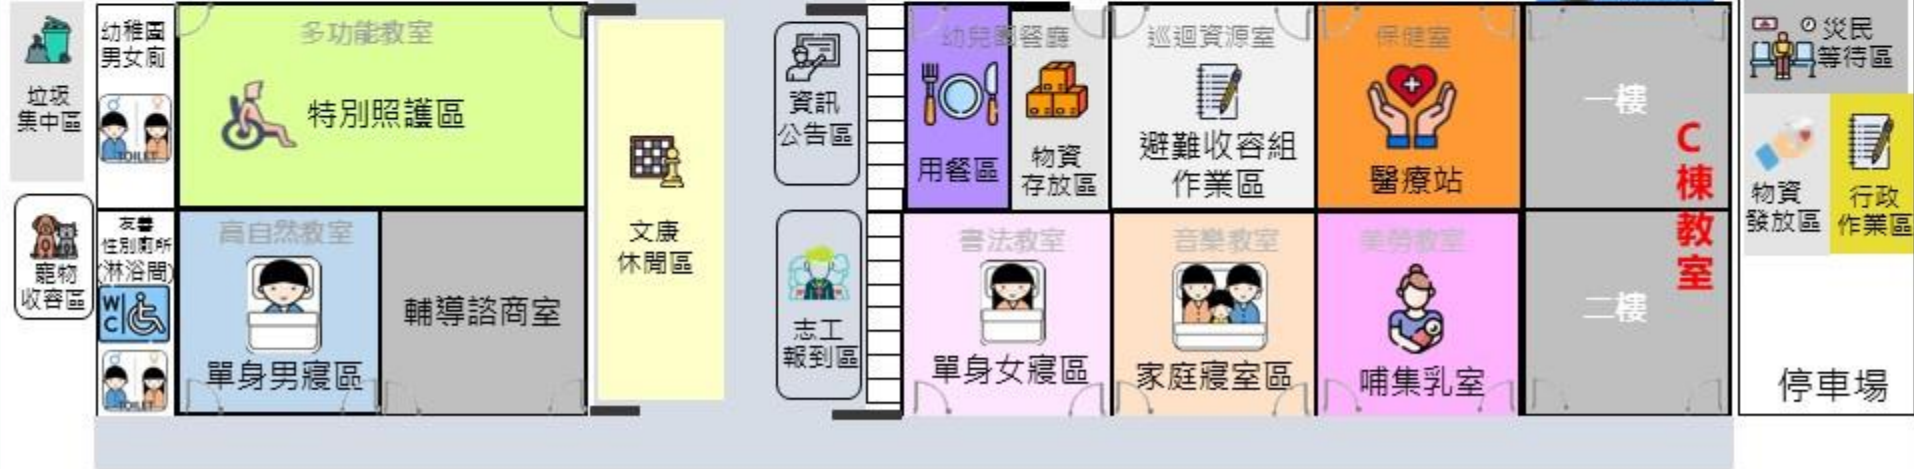 垃圾
集中區
寵物
收容區
幼稚園
男女廁
TOILET
友善
性別廁所
(淋浴間)
WC
TOILET
多功能教室
特別照護區
高自然教室
單身男寢區
輔導諮商室
文康
休閒區
資訊
公告區
志工
報到區
幼兒園餐廳
用餐區
物資
存放區
巡迴資源室
避難收容組
作業區
保健室
醫療站
書法教室
單身女寢區
音樂教室
家庭寢室區
美勞教室
哺集乳室
一樓
二樓
C
棟
教
室
災民
等待區
物資
發放區
行政
作業區
停車場